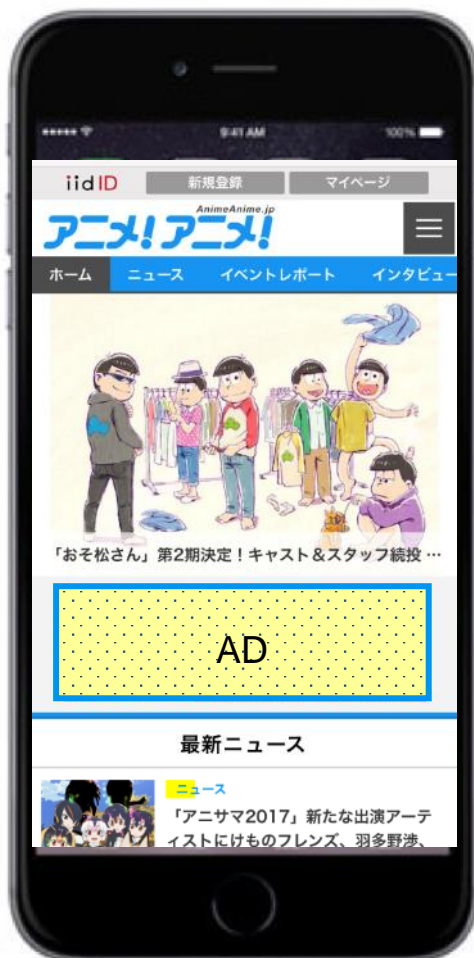 9:41 AM 100%
iid ID 新規登録 マイページ
AnimeAnime.jp
アニメ!アニメ!
ホーム ニュース イベントレポート インタビュー
「おそ松さん」第2期決定！キャスト＆スタッフ続投 …
AD
最新ニュース
ニュース
「アニサマ2017」新たな出演アーテ
ィストにけものフレンズ、羽多野渉、